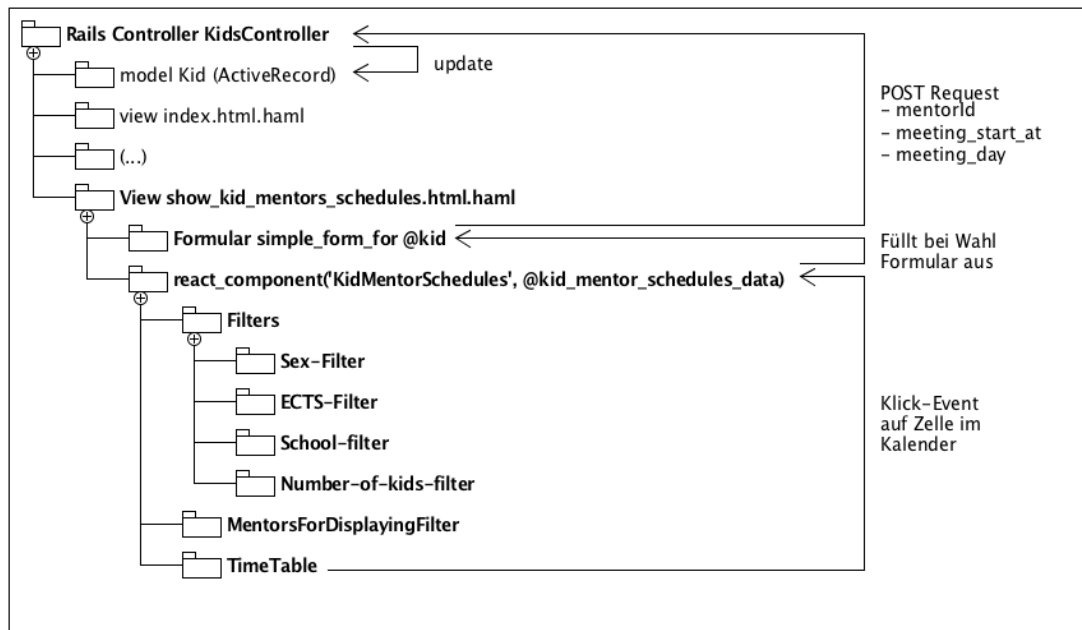 Rails Controller KidsController
model Kid (ActiveRecord)
update
view index.html.haml
(...)
View show_kid_mentors_schedules.html.haml
POST Request
- mentorId
- meeting_start_at
- meeting_day
Formular simple_form_for @kid
react_component('KidMentorSchedules', @kid_mentor_schedules_data)
Füllt bei Wahl
Formular aus
Filters
Sex-Filter
ECTS-Filter
School-filter
Number-of-kids-filter
MentorsForDisplayingFilter
TimeTable
Klick-Event
auf Zelle im
Kalender